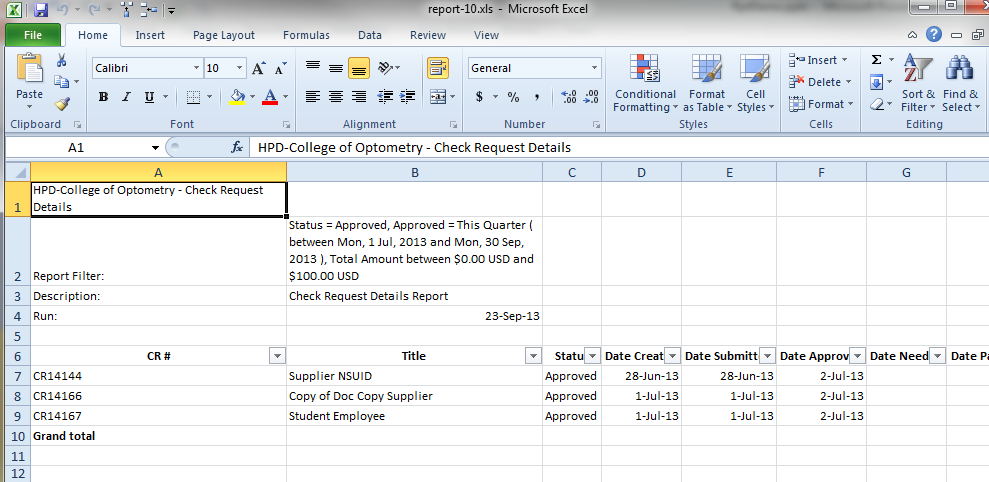 report-10.xls - Microsoft Excel
File Home Insert Page Layout Formulas Data Review View
Paste
Calibri 10
B I U
General
$ % ,
Conditional Formatting
Format as Table
Cell Styles
Insert
Delete
Format
Σ
Sort & Filter
Find & Select
Clipboard Font Alignment Number Styles Cells Editing
A1 fx HPD-College of Optometry - Check Request Details
A B C D E F G
1 HPD-College of Optometry - Check Request
Details
Status = Approved, Approved = This Quarter (
between Mon, 1 Jul, 2013 and Mon, 30 Sep,
2013 ), Total Amount between $0.00 USD and
2 Report Filter: $100.00 USD
3 Description: Check Request Details Report
4 Run: 23-Sep-13
5
6 CR # Title Statu Date Creat Date Submitt Date Approv Date Need Date Pa
7 CR14144 Supplier NSUID Approved 28-Jun-13 28-Jun-13 2-Jul-13
8 CR14166 Copy of Doc Copy Supplier Approved 1-Jul-13 1-Jul-13 2-Jul-13
9 CR14167 Student Employee Approved 1-Jul-13 1-Jul-13 2-Jul-13
10 Grand total
11
12